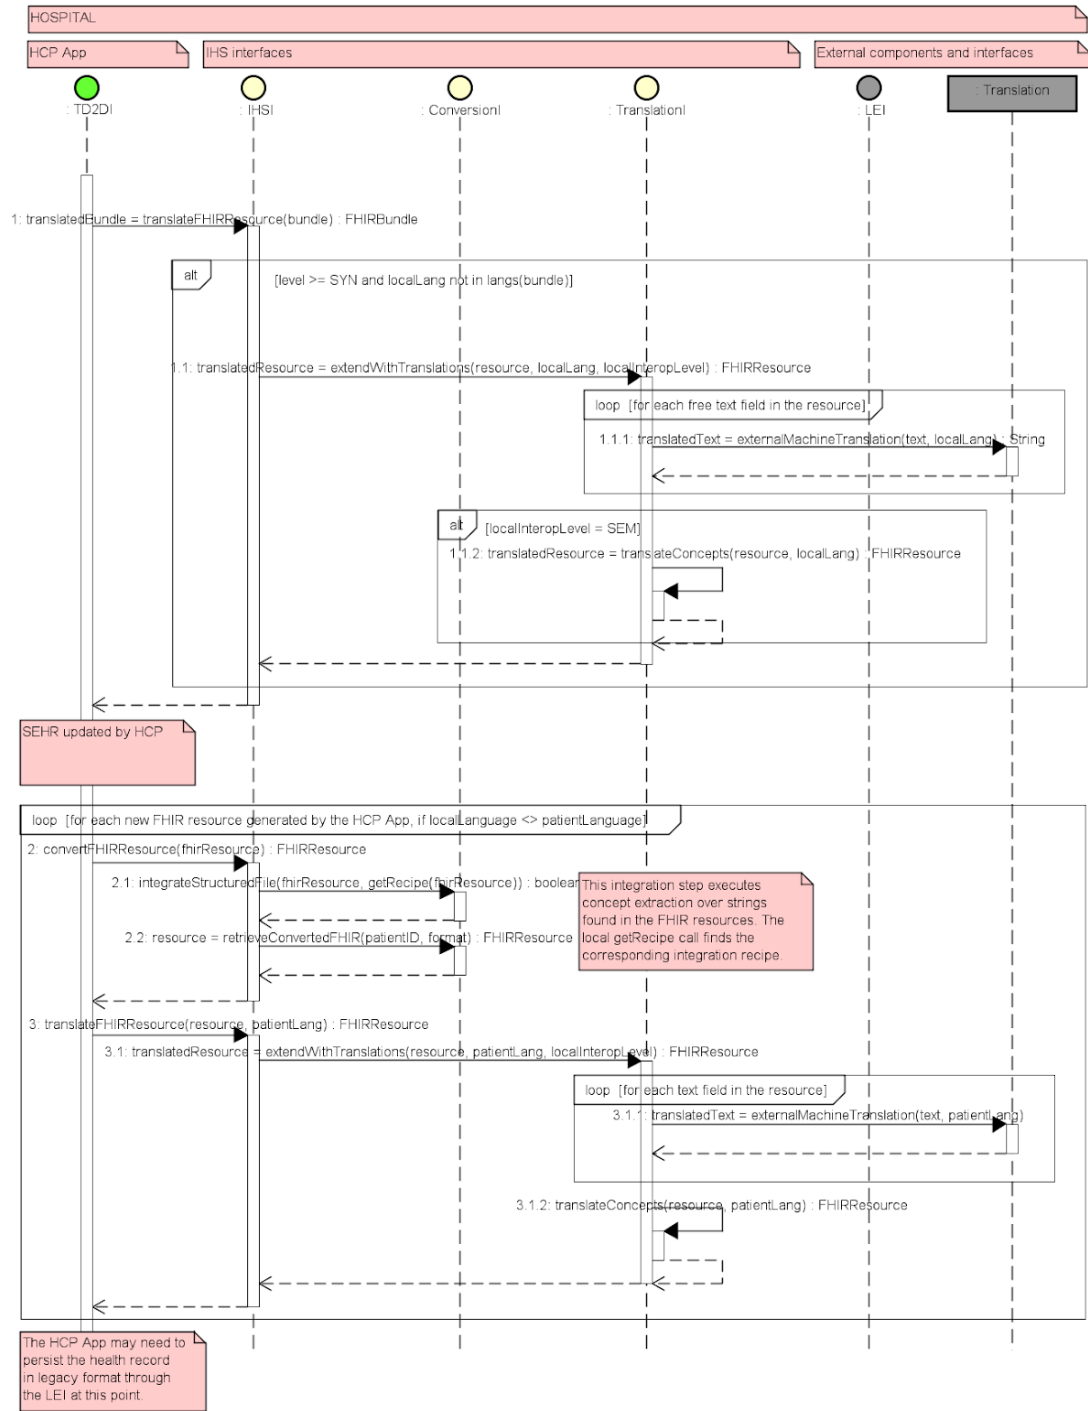 HOSPITAL
HCP App
IHS interfaces
External components and interfaces
: TD2DI
: IHSI
: ConversionI
: TranslationI
: LEI
: Translation
1: translatedBundle = translateFHIRResource(bundle) : FHIRBundle
alt
[level >= SYN and localLang not in langs(bundle)]
1.1: translatedResource = extendWithTranslations(resource, localLang, localInteropLevel) : FHIRResource
loop [for each free text field in the resource]
1.1.1: translatedText = externalMachineTranslation(text, localLang) : String
alt
[localInteropLevel = SEM]
1.1.2: translatedResource = translateConcepts(resource, localLang) : FHIRResource
SEHR updated by HCP
loop [for each new FHIR resource generated by the HCP App, if localLanguage <> patientLanguage]
2: convertFHIRResource(fhirResource) : FHIRResource
2.1: integrateStructuredFile(fhirResource, getRecipe(fhirResource)) : boolean
This integration step executes
concept extraction over strings
found in the FHIR resources. The
local getRecipe call finds the
corresponding integration recipe.
2.2: resource = retrieveConvertedFHIR(patientID, format) : FHIRResource
3: translateFHIRResource(resource, patientLang) : FHIRResource
3.1: translatedResource = extendWithTranslations(resource, patientLang, localInteropLevel) : FHIRResource
loop [for each text field in the resource]
3.1.1: translatedText = externalMachineTranslation(text, patientLang)
3.1.2: translateConcepts(resource, patientLang) : FHIRResource
The HCP App may need to
persist the health record
in legacy format through
the LEI at this point.